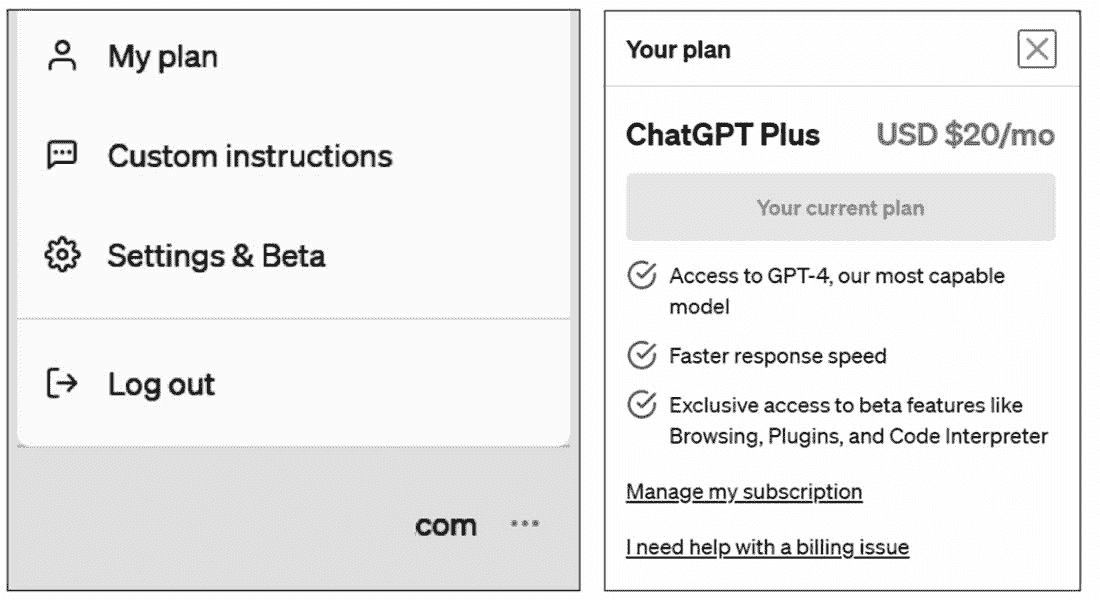 My plan
Custom instructions
Settings & Beta
Log out
com ...
Your plan
ChatGPT Plus USD $20/mo
Your current plan
Access to GPT-4, our most capable
model
Faster response speed
Exclusive access to beta features like
Browsing, Plugins, and Code Interpreter
Manage my subscription
I need help with a billing issue